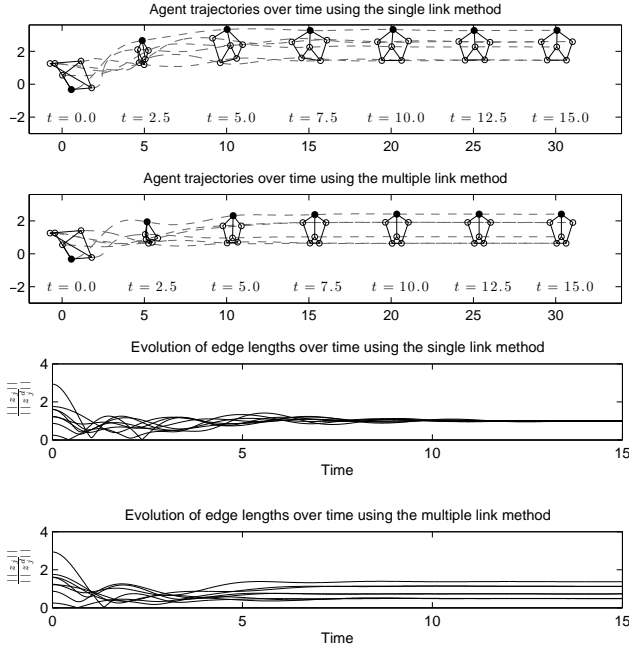 Agent trajectories over time using the single link method
2
0
−2
t = 0.0 t = 2.5 t = 5.0 t = 7.5 t = 10.0 t = 12.5 t = 15.0
0 5 10 15 20 25 30
Agent trajectories over time using the multiple link method
2
0
−2
t = 0.0 t = 2.5 t = 5.0 t = 7.5 t = 10.0 t = 12.5 t = 15.0
0 5 10 15 20 25 30
Evolution of edge lengths over time using the single link method
4
2
0
||z_j||
||z_j^d||
0 5 10 15
Time
Evolution of edge lengths over time using the multiple link method
4
2
0
||z_j||
||z_j^d||
0 5 10 15
Time